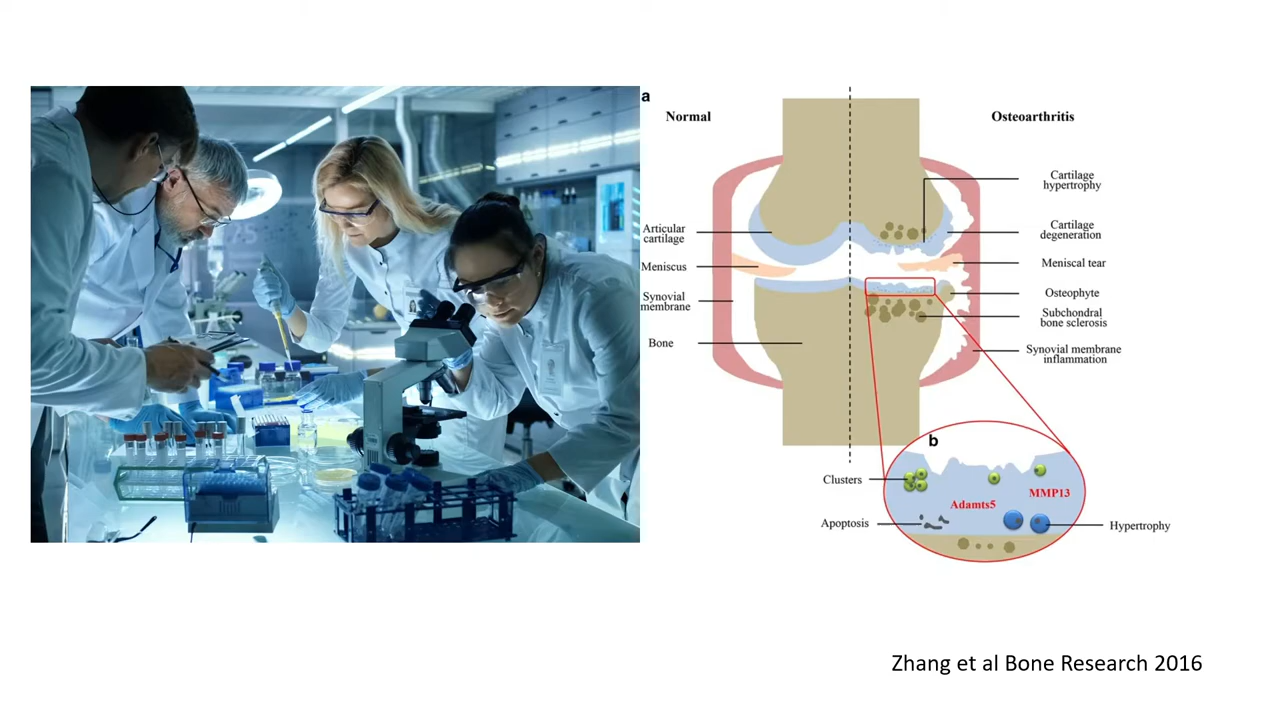 a
Normal
Osteoarthritis
Articular
cartilage
Meniscus
Synovial
membrane
Bone
Cartilage
hypertrophy
Cartilage
degeneration
Meniscal tear
Osteophyte
Subchondral
bone sclerosis
Synovial membrane
inflammation
b
Clusters
Adamts5
MMP13
Apoptosis
Hypertrophy
Zhang et al Bone Research 2016